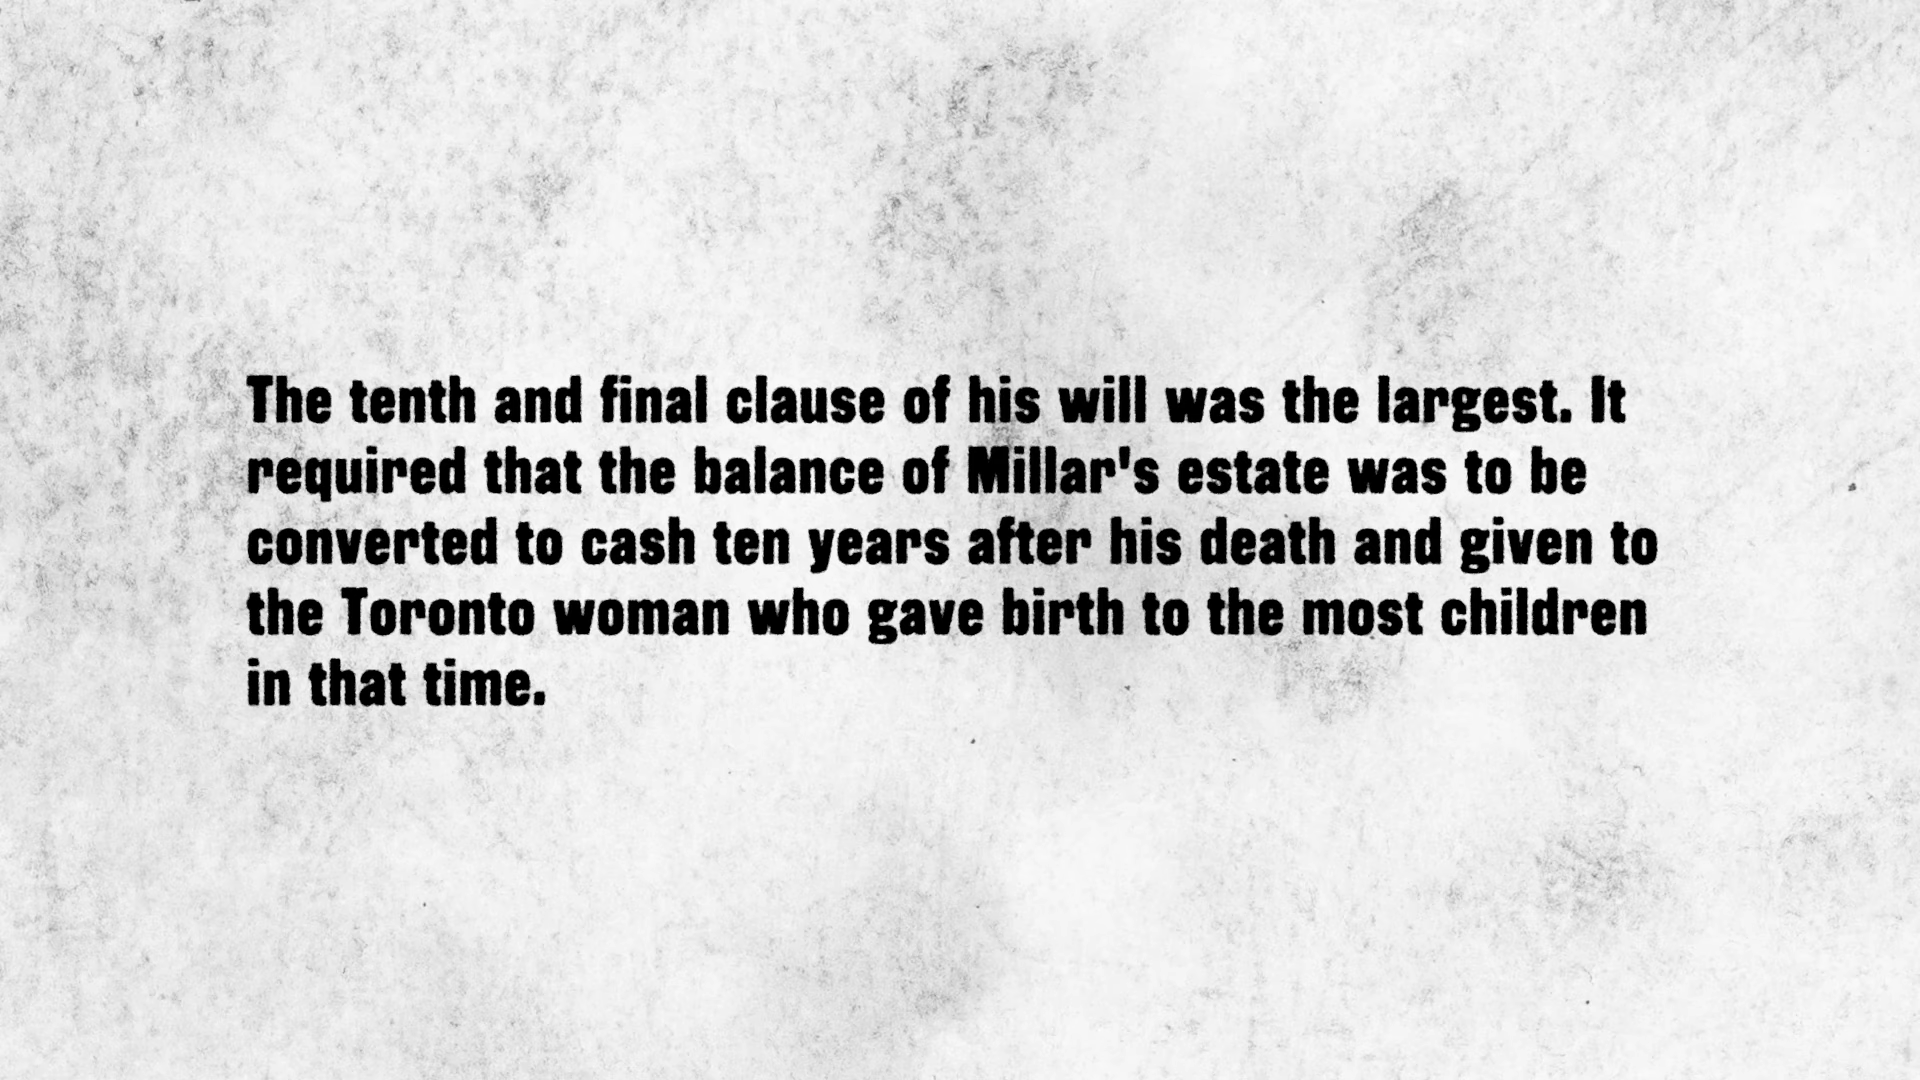 The tenth and final clause of his will was the largest. It
required that the balance of Millar's estate was to be
converted to cash ten years after his death and given to
the Toronto woman who gave birth to the most children
in that time.